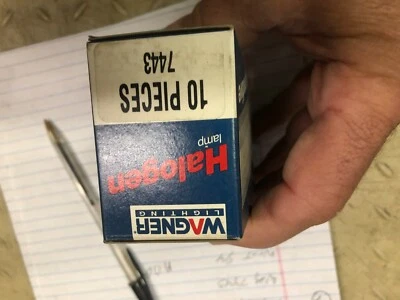 WAGNER
LIGHTING
Halogen
lamp
10 PIECES
7443